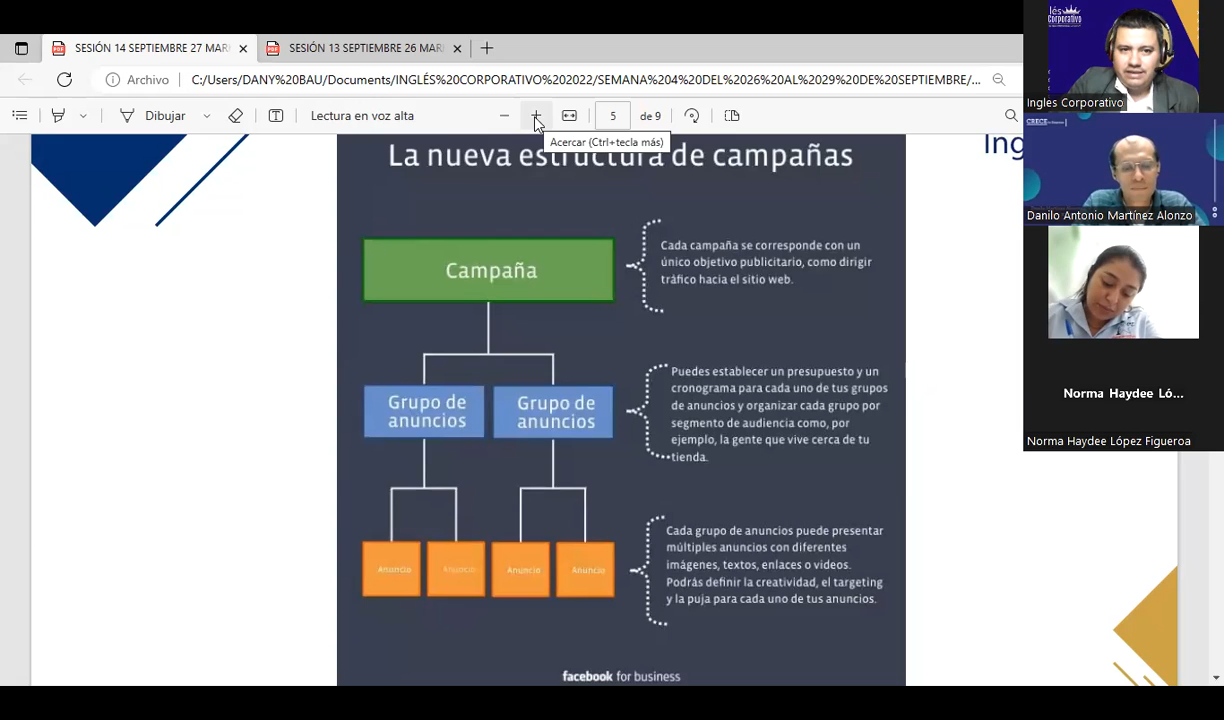 SESIÓN 14 SEPTIEMBRE 27 MAR
SESIÓN 13 SEPTIEMBRE 26 MAR
Archivo
C:/Users/DANY%20BAU/Documents/INGLÉS%20CORPORATIVO%202022/SEMANA%204%20DEL%2026%20AL%2029%20DE%20SEPTIEMBRE/...
Dibujar
Lectura en voz alta
5
de 9
Acercar (Ctrl+tecla más)
La nueva estructura de campañas
Ing
Campaña
Cada campaña se corresponde con un
único objetivo publicitario, como dirigir
tráfico hacia el sitio web.
Grupo de
anuncios
Grupo de
anuncios
Puedes establecer un presupuesto y un
cronograma para cada uno de tus grupos
de anuncios y organizar cada grupo por
segmento de audiencia como, por
ejemplo, la gente que vive cerca de tu
tienda.
Anuncio
Anuncio
Anuncio
Anuncio
Cada grupo de anuncios puede presentar
múltiples anuncios con diferentes
imágenes, textos, enlaces o videos.
Podrás definir la creatividad, el targeting
y la puja para cada uno de tus anuncios.
facebook for business
lés
Corporativo
Ingles Corporativo
CRECE
Danilo Antonio Martínez Alonzo
Norma Haydee Ló...
Norma Haydee López Figueroa